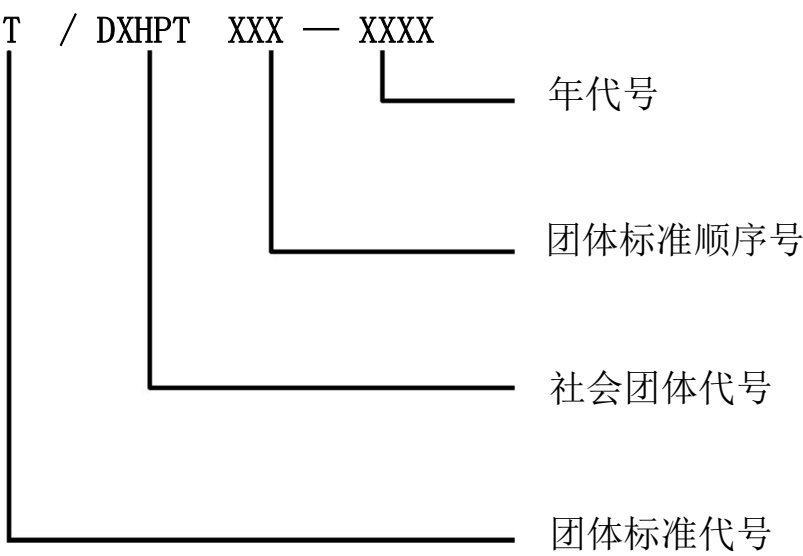 T / DXHPT XXX — XXXX
年代号
团体标准顺序号
社会团体代号
团体标准代号